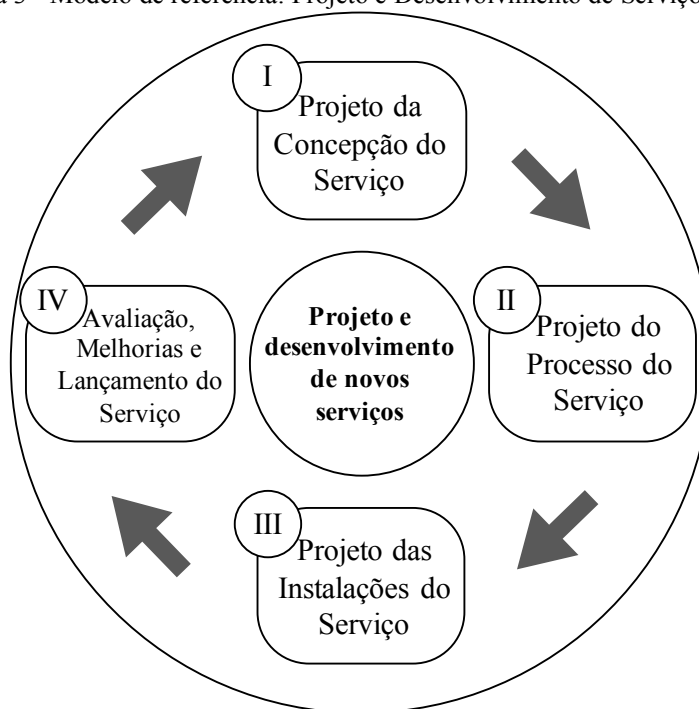 Modelo de referência: Projeto e Desenvolvimento de Serviço
I
Projeto da
Concepção do
Serviço
II
Projeto do
Processo do
Serviço
III
Projeto das
Instalações do
Serviço
IV
Avaliação,
Melhorias e
Lançamento do
Serviço
Projeto e
desenvolvimento
de novos
serviços